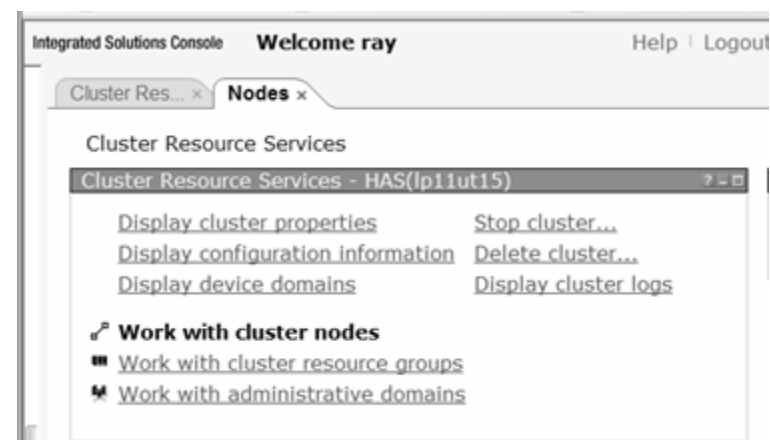 Integrated Solutions Console Welcome ray Help Logout
Cluster Res... × Nodes ×
Cluster Resource Services
Cluster Resource Services - HAS(lp11ut15) ? -
Display cluster properties Stop cluster...
Display configuration information Delete cluster...
Display device domains Display cluster logs
Work with cluster nodes
Work with cluster resource groups
Work with administrative domains